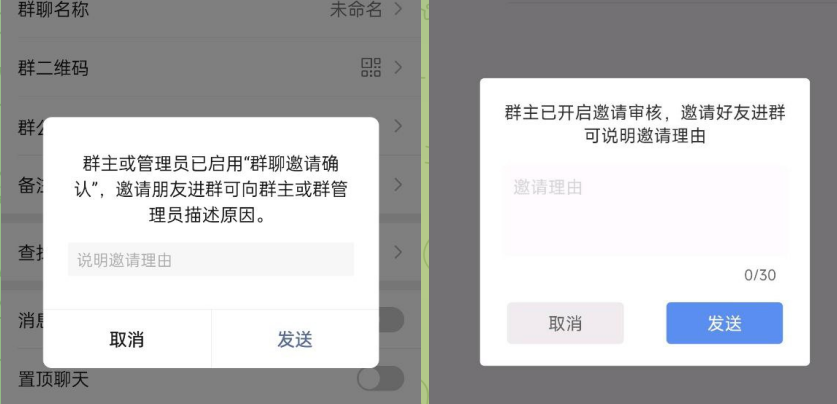 群聊名称
未命名
群二维码
群
备
查
消息
置顶聊天
群主或管理员已启用“群聊邀请确
认”，邀请朋友进群可向群主或群管
理员描述原因。
说明邀请理由
取消
发送
群主已开启邀请审核，邀请好友进群
可说明邀请理由
邀请理由
0/30
取消
发送